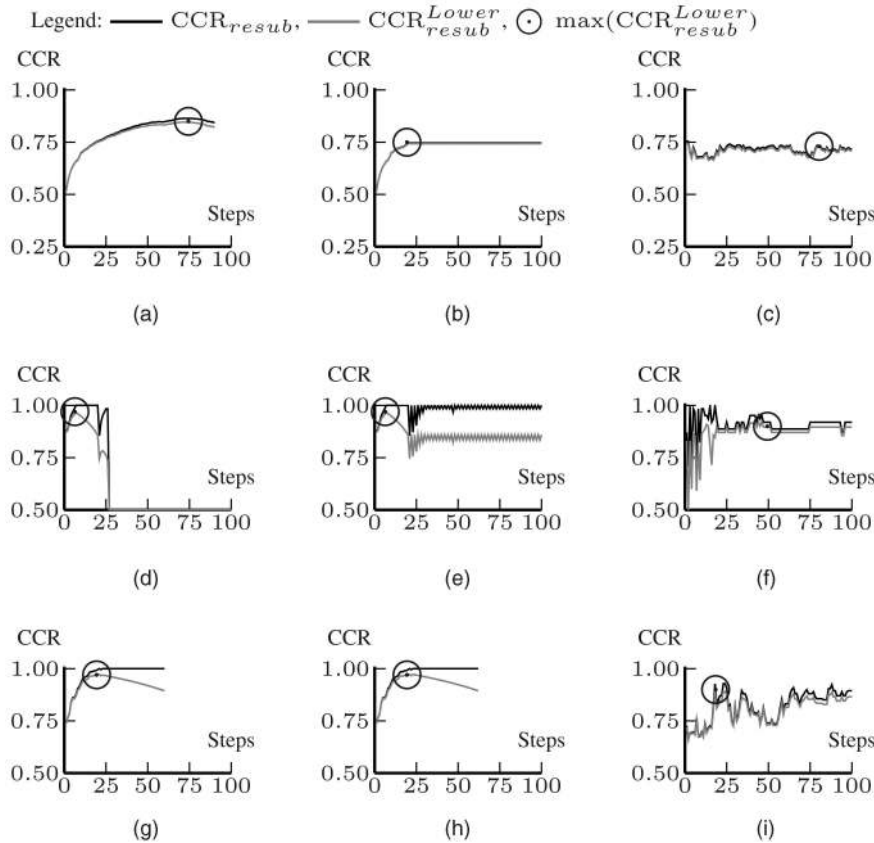 Legend: CCR_resub, CCR^Lower_resub, max(CCR^Lower_resub)
CCR CCR CCR
1.00 1.00 1.00
0.75 0.75 0.75
0.50 0.50 0.50
Steps Steps Steps
0.25 0.25 0.25
0 25 50 75 100 0 25 50 75 100 0 25 50 75 100
(a) (b) (c)
CCR CCR CCR
1.00 1.00 1.00
0.75 0.75 0.75
Steps Steps Steps
0.50 0.50 0.50
0 25 50 75 100 0 25 50 75 100 0 25 50 75 100
(d) (e) (f)
CCR CCR CCR
1.00 1.00 1.00
0.75 0.75 0.75
Steps Steps Steps
0.50 0.50 0.50
0 25 50 75 100 0 25 50 75 100 0 25 50 75 100
(g) (h) (i)